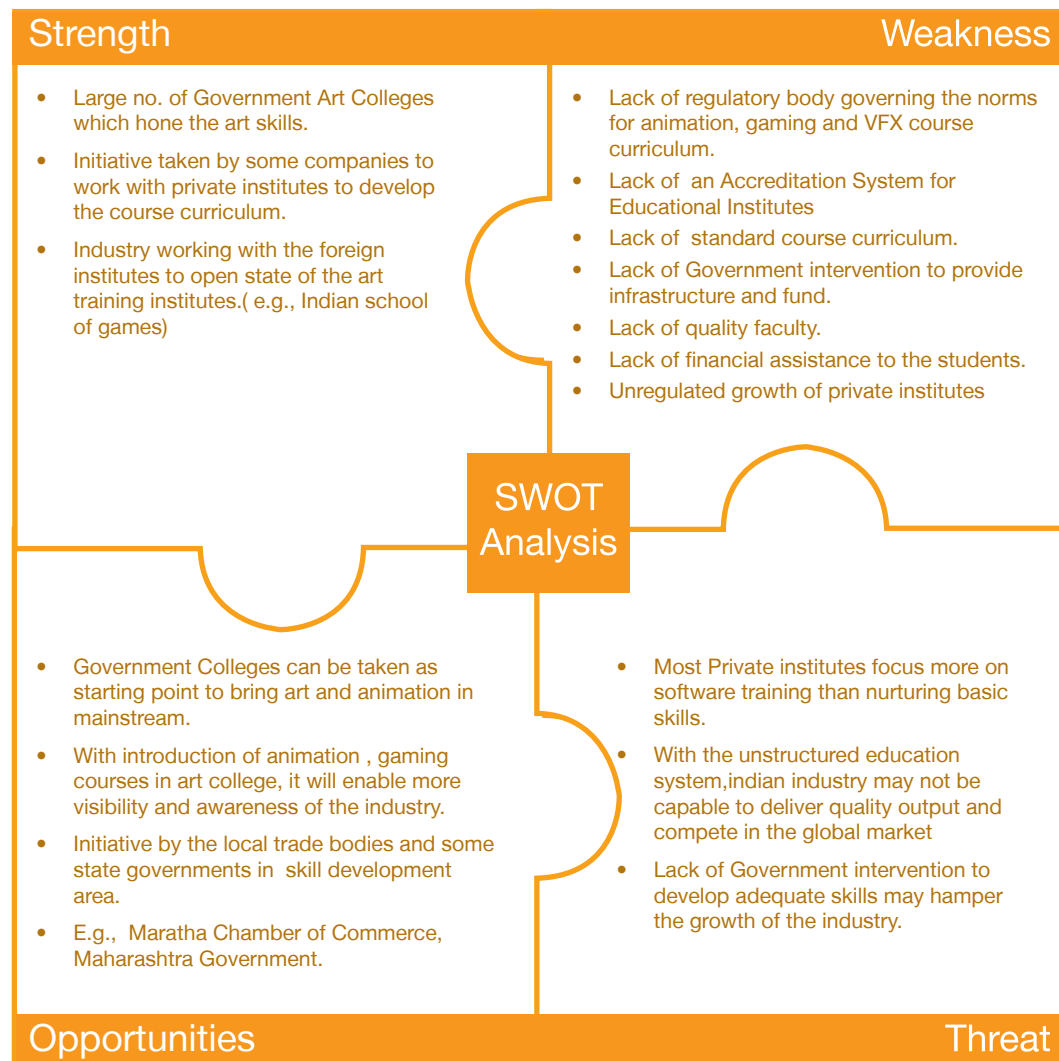 Strength
• Large no. of Government Art Colleges
which hone the art skills.
• Initiative taken by some companies to
work with private institutes to develop
the course curriculum.
• Industry working with the foreign
institutes to open state of the art
training institutes.( e.g., Indian school
of games)
Weakness
• Lack of regulatory body governing the norms
for animation, gaming and VFX course
curriculum.
• Lack of  an Accreditation System for
Educational Institutes
• Lack of  standard course curriculum.
• Lack of Government intervention to provide
infrastructure and fund.
• Lack of quality faculty.
• Lack of financial assistance to the students.
• Unregulated growth of private institutes
SWOT
Analysis
• Government Colleges can be taken as
starting point to bring art and animation in
mainstream.
• With introduction of animation , gaming
courses in art college, it will enable more
visibility and awareness of the industry.
• Initiative by the local trade bodies and some
state governments in  skill development
area.
• E.g.,  Maratha Chamber of Commerce,
Maharashtra Government.
Opportunities
• Most Private institutes focus more on
software training than nurturing basic
skills.
• With the unstructured education
system,indian industry may not be
capable to deliver quality output and
compete in the global market
• Lack of Government intervention to
develop adequate skills may hamper
the growth of the industry.
Threat